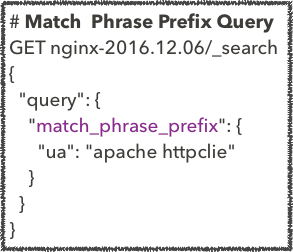 # Match  Phrase Prefix Query
GET nginx-2016.12.06/_search
{
  "query": {
    "match_phrase_prefix": {
      "ua": "apache httpclie"
    }
  }
}